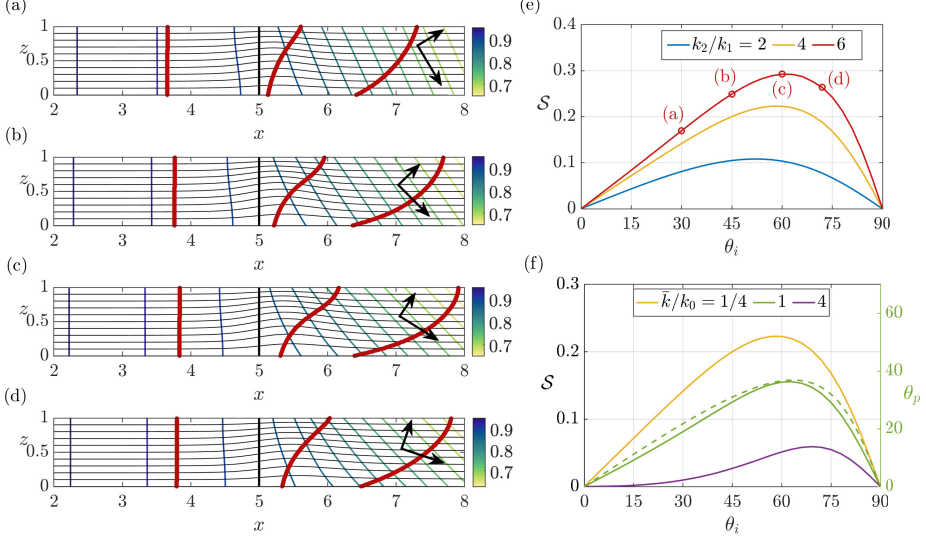 (a)
1
z 0.5
0
2 3 4 5 6 7 8
x
0.9
0.8
0.7
(b)
1
z 0.5
0
2 3 4 5 6 7 8
x
0.9
0.8
0.7
(c)
1
z 0.5
0
2 3 4 5 6 7 8
x
0.9
0.8
0.7
(d)
1
z 0.5
0
2 3 4 5 6 7 8
x
0.9
0.8
0.7
(e)
0.4
0.3
0.2
0.1
0
S
k₂/k₁ = 2 4 6
(a) (b) (c) (d)
0 15 30 45 60 75 90
θᵢ
(f)
0.3
0.2
0.1
0
S
k̄/k₀ = 1/4 1 4
60
40
20
0
θₚ
0 15 30 45 60 75 90
θᵢ